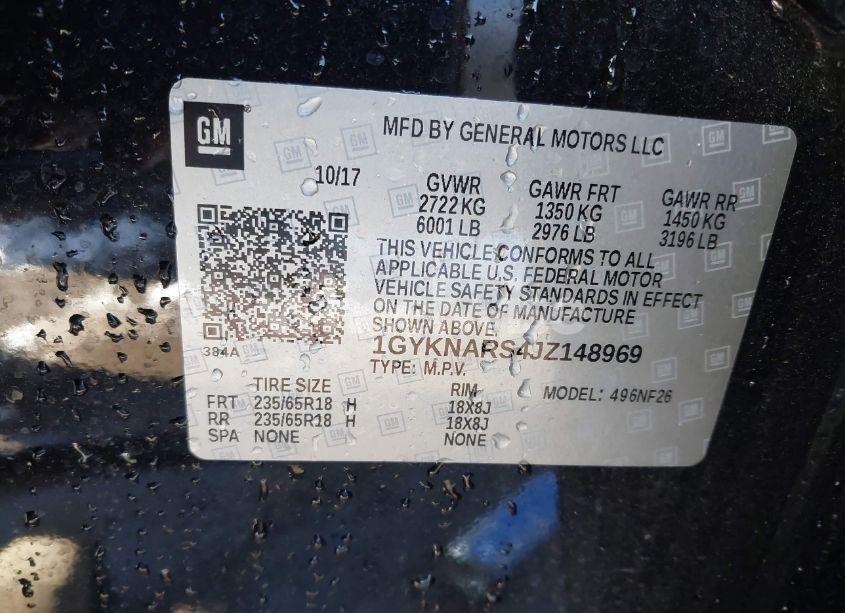 GM
MFD BY GENERAL MOTORS LLC
10/17
GVWR GAWR FRT GAWR RR
2722 KG 1350 KG 1450 KG
6001 LB 2976 LB 3196 LB
THIS VEHICLE CONFORMS TO ALL
APPLICABLE U.S. FEDERAL MOTOR
VEHICLE SAFETY STANDARDS IN EFFECT
ON THE DATE OF MANUFACTURE
SHOWN ABOVE.
384A
1GYKNARS4JZ148969
TYPE: M.P.V.
TIRE SIZE RIM MODEL: 496NF26
FRT 235/65R18 H 18X8J
RR 235/65R18 H 18X8J
SPA NONE NONE